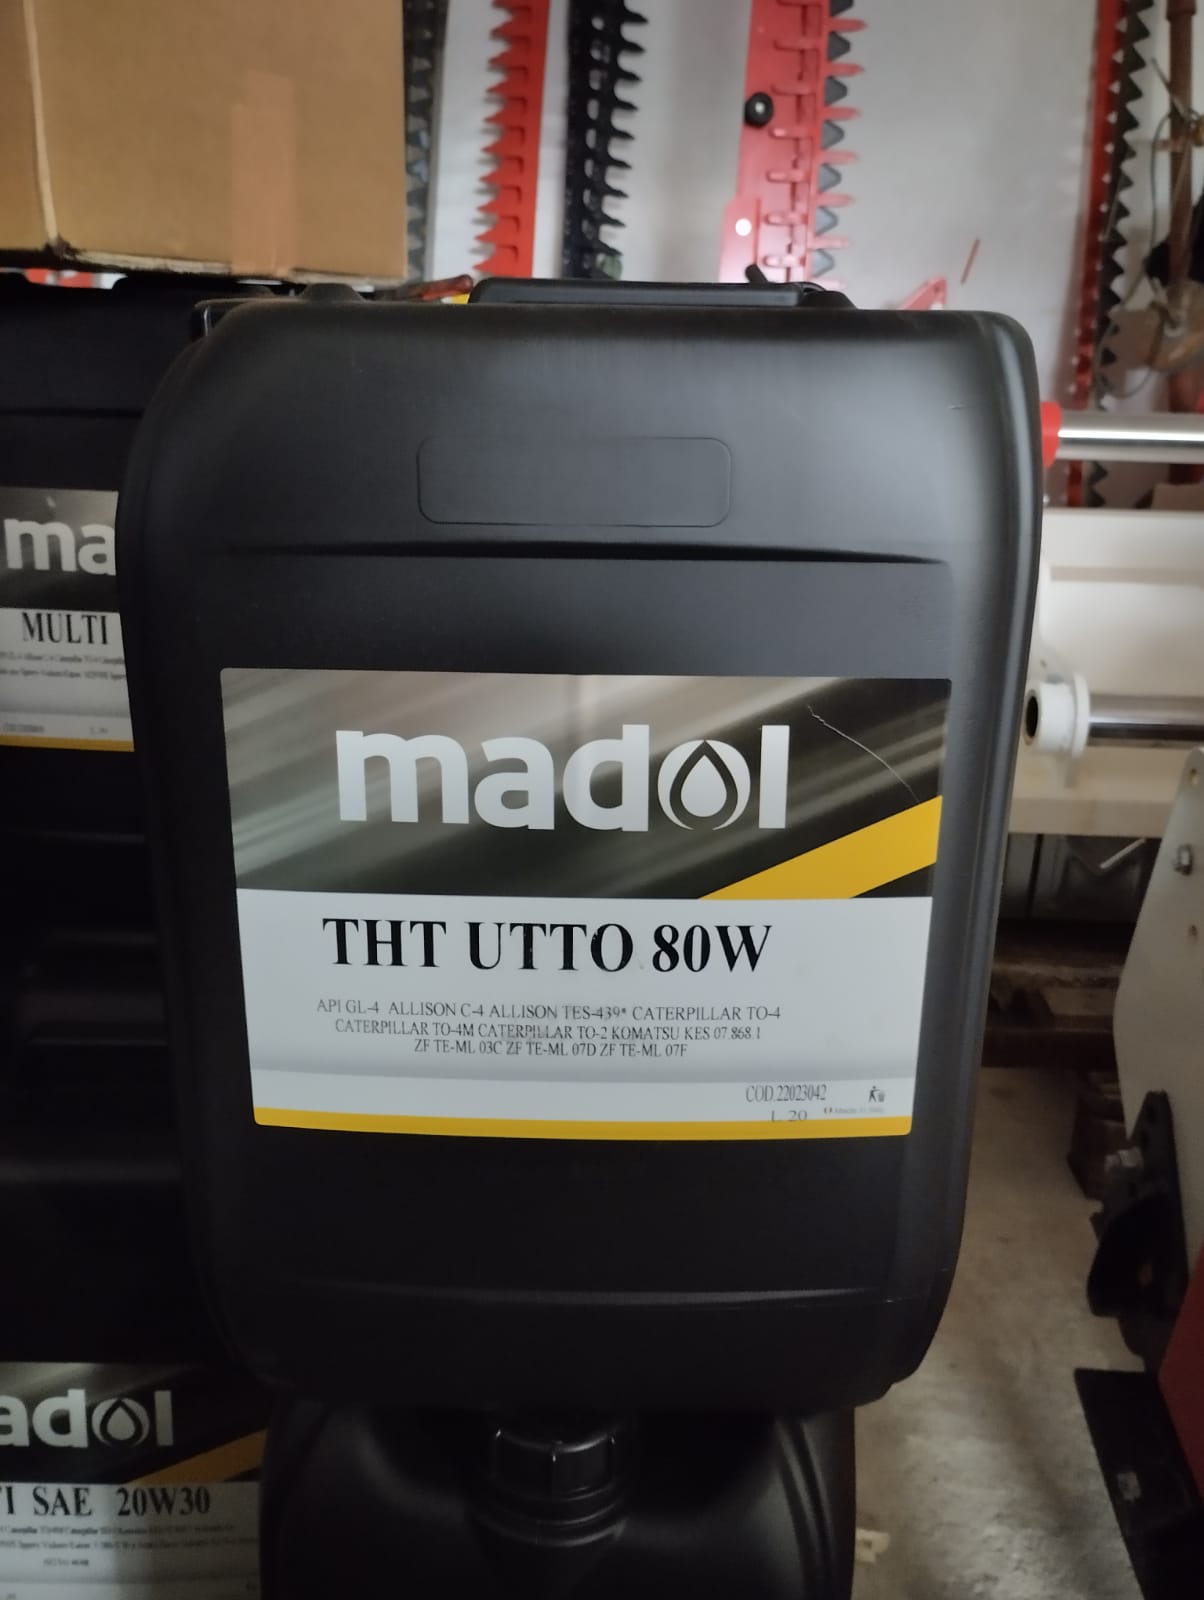 ma
MULTI
madol
THT UTTO 80W
API GL-4 ALLISON C-4 ALLISON TES-439* CATERPILLAR TO-4
CATERPILLAR TO-4M CATERPILLAR TO-2 KOMATSU KES 07.868.1
ZF TE-ML 03C ZF TE-ML 07D ZF TE-ML 07F
COD.22023042
L. 20
adol
TI SAE 20W30